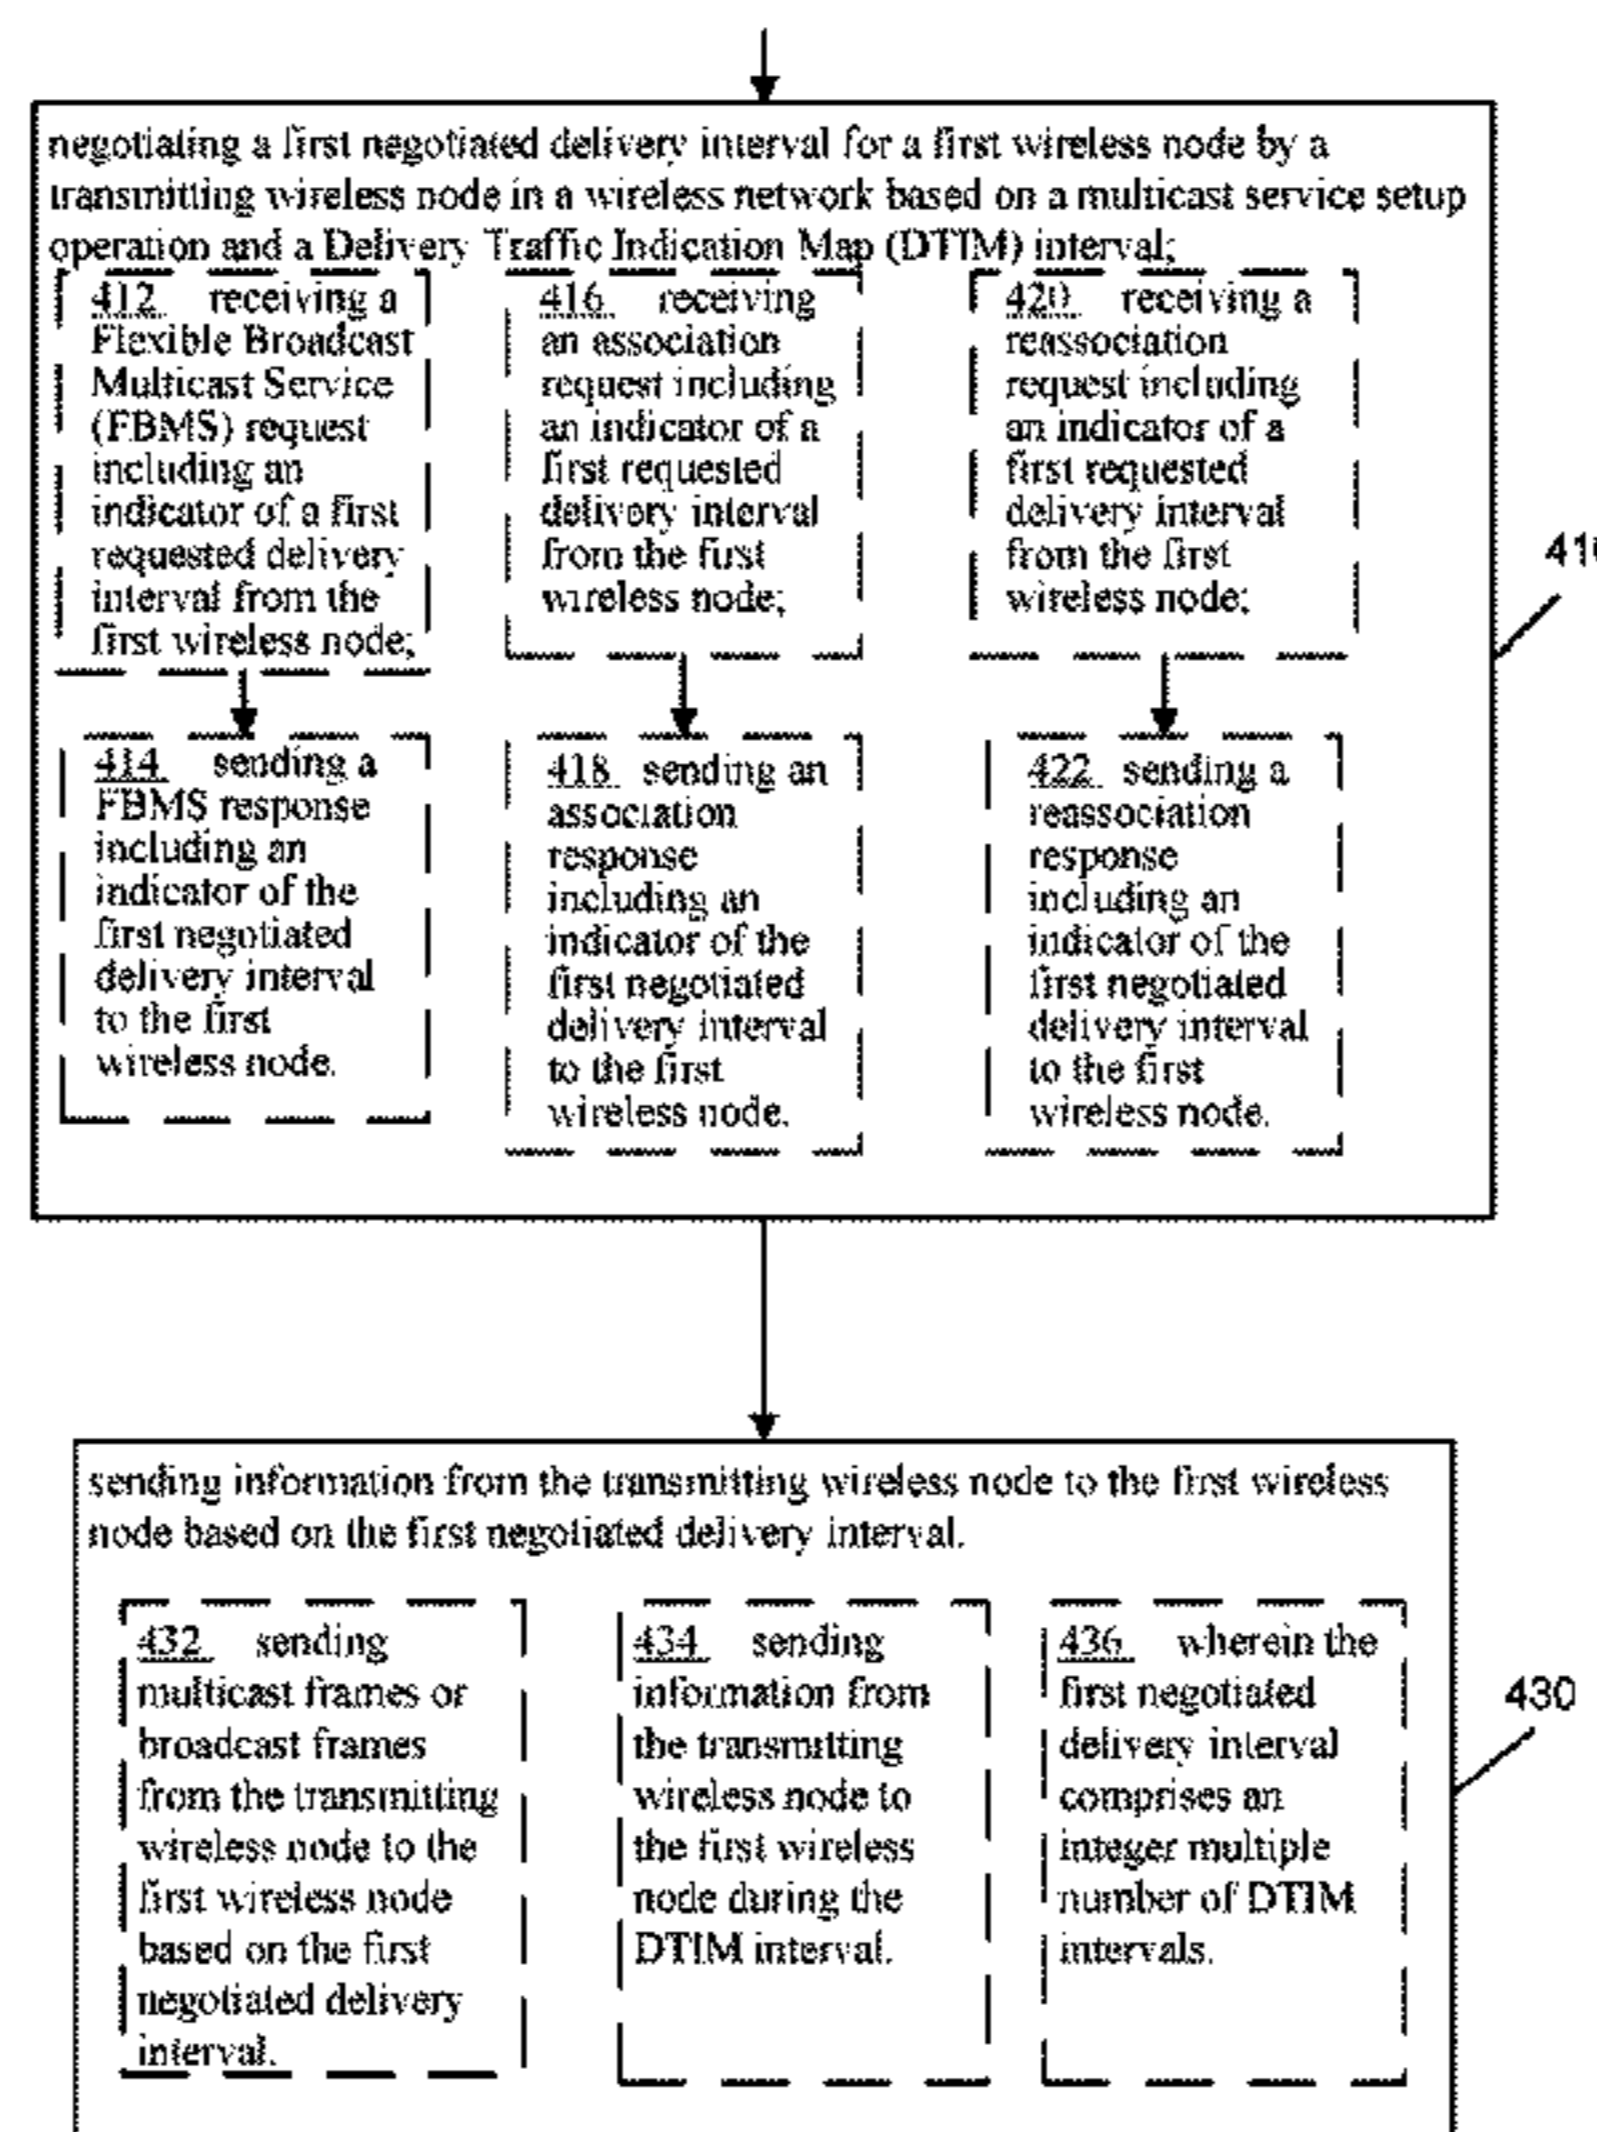 negotiating a first negotiated delivery interval for a first wireless node by a
transmitting wireless node in a wireless network based on a multicast service setup
operation and a Delivery Traffic Indication Map (DTIM) interval;
412 receiving a
Flexible Broadcast
Multicast Service
(FBMS) request
including an
indicator of a first
requested delivery
interval from the
first wireless node;
416 receiving
an association
request including
an indicator of a
first requested
delivery interval
from the first
wireless node;
420 receiving a
reassociation
request including
an indicator of a
first requested
delivery interval
from the first
wireless node;
410
414 sending a
FBMS response
including an
indicator of the
first negotiated
delivery interval
to the first
wireless node.
418 sending an
association
response
including an
indicator of the
first negotiated
delivery interval
to the first
wireless node.
422 sending a
reassociation
response
including an
indicator of the
first negotiated
delivery interval
to the first
wireless node.
sending information from the transmitting wireless node to the first wireless
node based on the first negotiated delivery interval.
432 sending
multicast frames or
broadcast frames
from the transmitting
wireless node to the
first wireless node
based on the first
negotiated delivery
interval.
434 sending
information from
the transmitting
wireless node to
the first wireless
node during the
DTIM interval.
436 wherein the
first negotiated
delivery interval
comprises an
integer multiple
number of DTIM
intervals.
430